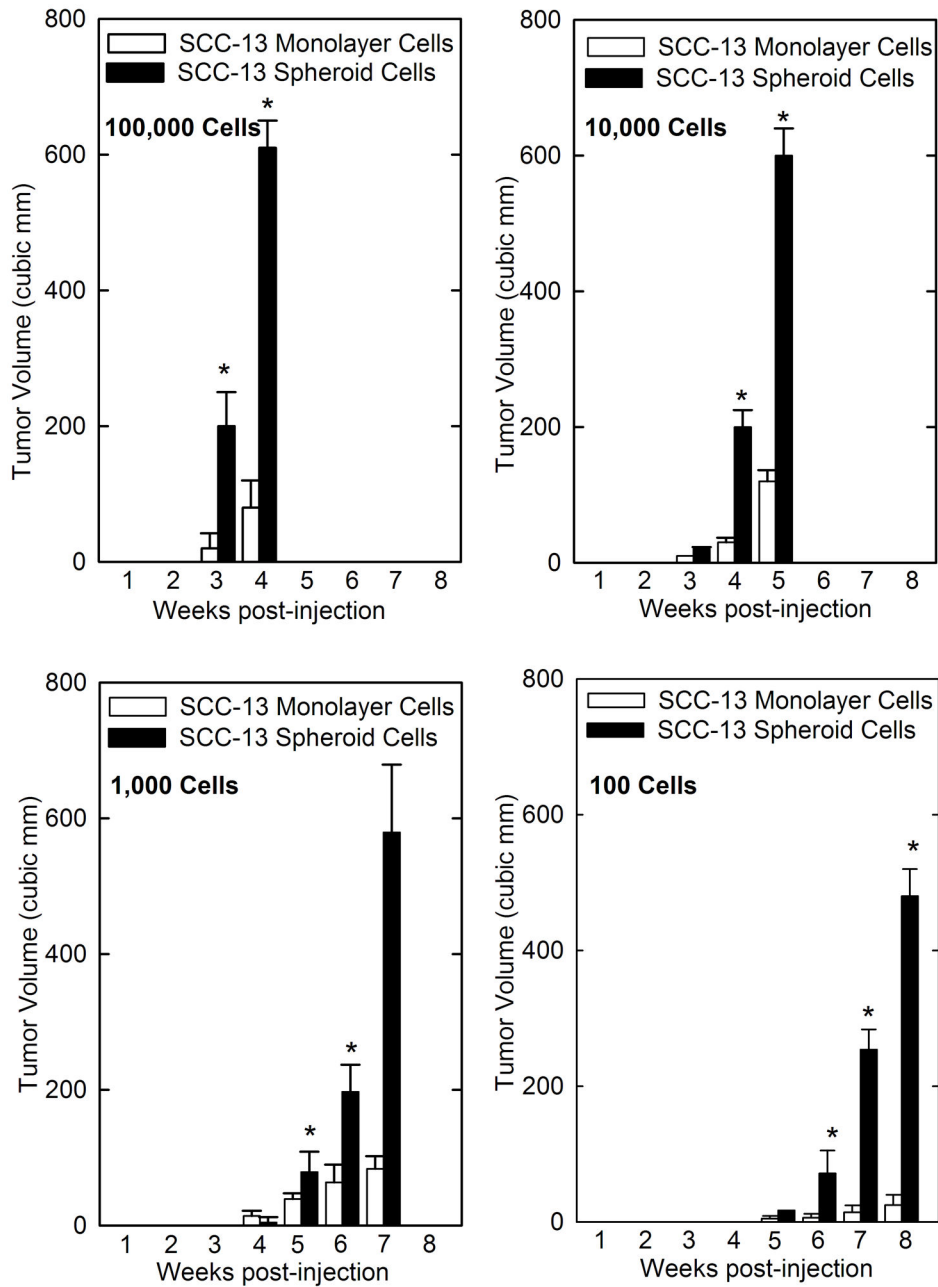 800
SCC-13 Monolayer Cells
SCC-13 Spheroid Cells
100,000 Cells
*
*
600
400
200
0
Tumor Volume (cubic mm)
1 2 3 4 5 6 7 8
Weeks post-injection
800
SCC-13 Monolayer Cells
SCC-13 Spheroid Cells
10,000 Cells
*
*
600
400
200
0
Tumor Volume (cubic mm)
1 2 3 4 5 6 7 8
Weeks post-injection
800
SCC-13 Monolayer Cells
SCC-13 Spheroid Cells
1,000 Cells
*
*
600
400
200
0
Tumor Volume (cubic mm)
1 2 3 4 5 6 7 8
Weeks post-injection
800
SCC-13 Monolayer Cells
SCC-13 Spheroid Cells
100 Cells
*
*
*
600
400
200
0
Tumor Volume (cubic mm)
1 2 3 4 5 6 7 8
Weeks post-injection